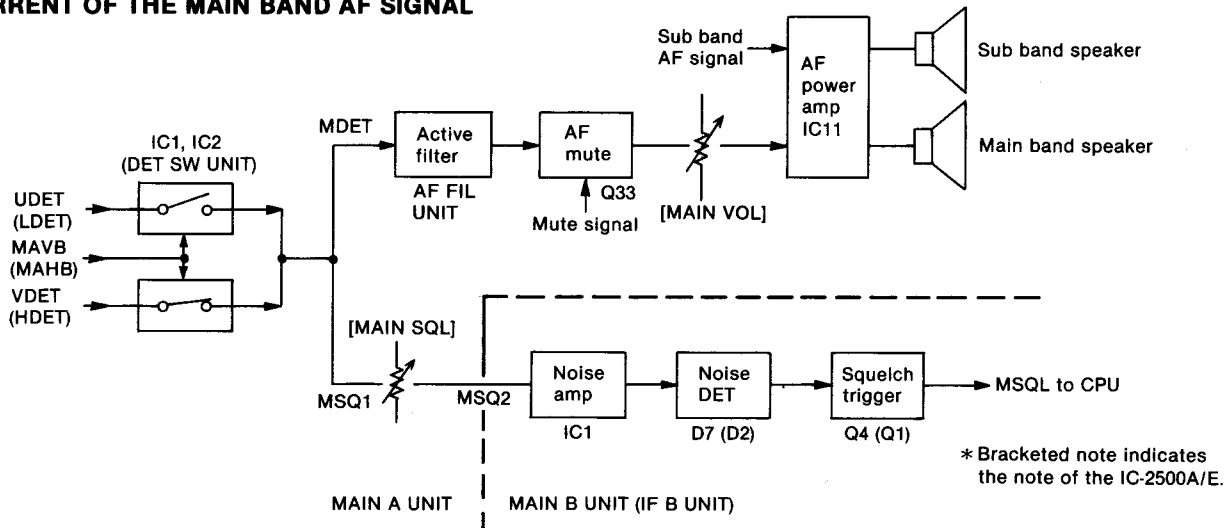 RRENT OF THE MAIN BAND AF SIGNAL
IC1, IC2
(DET SW UNIT)
UDET
(LDET)
MAVB
(MAHB)
VDET
(HDET)
MDET
Active
filter
AF FIL
UNIT
AF
mute
Q33
Mute signal
[MAIN VOL]
Sub band
AF signal
AF
power
amp
IC11
Sub band speaker
Main band speaker
[MAIN SQL]
MSQ1
MSQ2
Noise
amp
IC1
Noise
DET
D7 (D2)
Squelch
trigger
Q4 (Q1)
MSQL to CPU
* Bracketed note indicates
the note of the IC-2500A/E.
MAIN A UNIT
MAIN B UNIT (IF B UNIT)